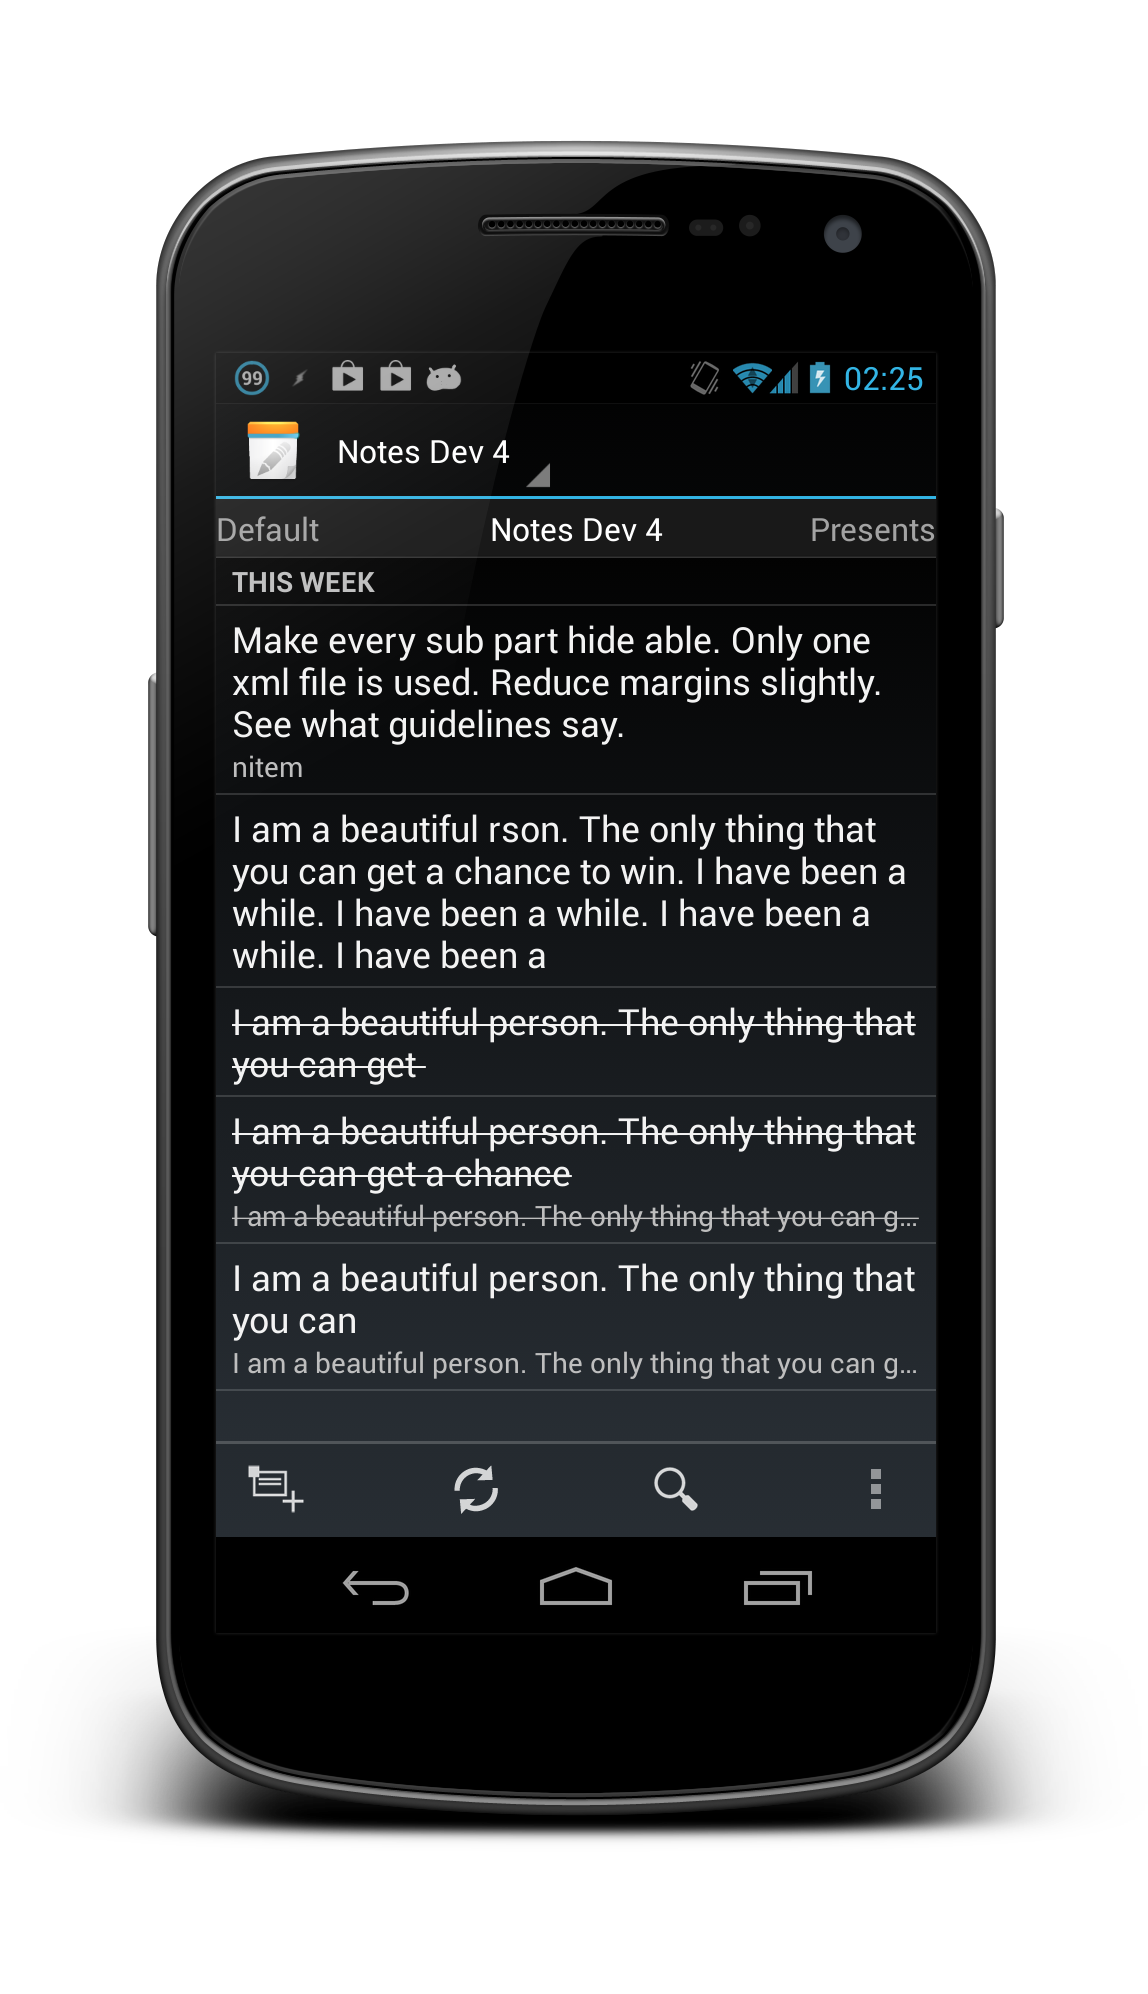 99
02:25
Notes Dev 4
Default Notes Dev 4 Presents
THIS WEEK
Make every sub part hide able. Only one
xml file is used. Reduce margins slightly.
See what guidelines say.
nitem
I am a beautiful rson. The only thing that
you can get a chance to win. I have been a
while. I have been a while. I have been a
while. I have been a
I am a beautiful person. The only thing that
you can get
I am a beautiful person. The only thing that
you can get a chance
I am a beautiful person. The only thing that you can g...
I am a beautiful person. The only thing that
you can
I am a beautiful person. The only thing that you can g...